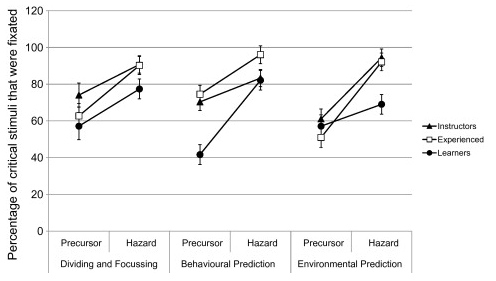 Percentage of critical stimuli that were fixated
120
100
80
60
40
20
0
Instructors
Experienced
Learners
Precursor Hazard Precursor Hazard Precursor Hazard
Dividing and Focussing Behavioural Prediction Environmental Prediction